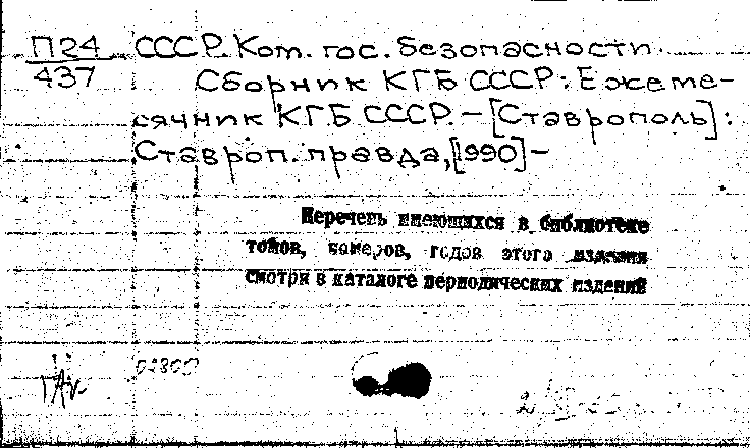 П24 СССР. Ком. гос. безопасности.
437 Сборник КГБ СССР: Ежеме-
сячник КГБ СССР. – [Ставрополь]:
Ставроп. правда, [1990] –
Перечень имеющихся в библиотеке
томов, номеров, годов этого издания
смотри в каталоге периодических изданий